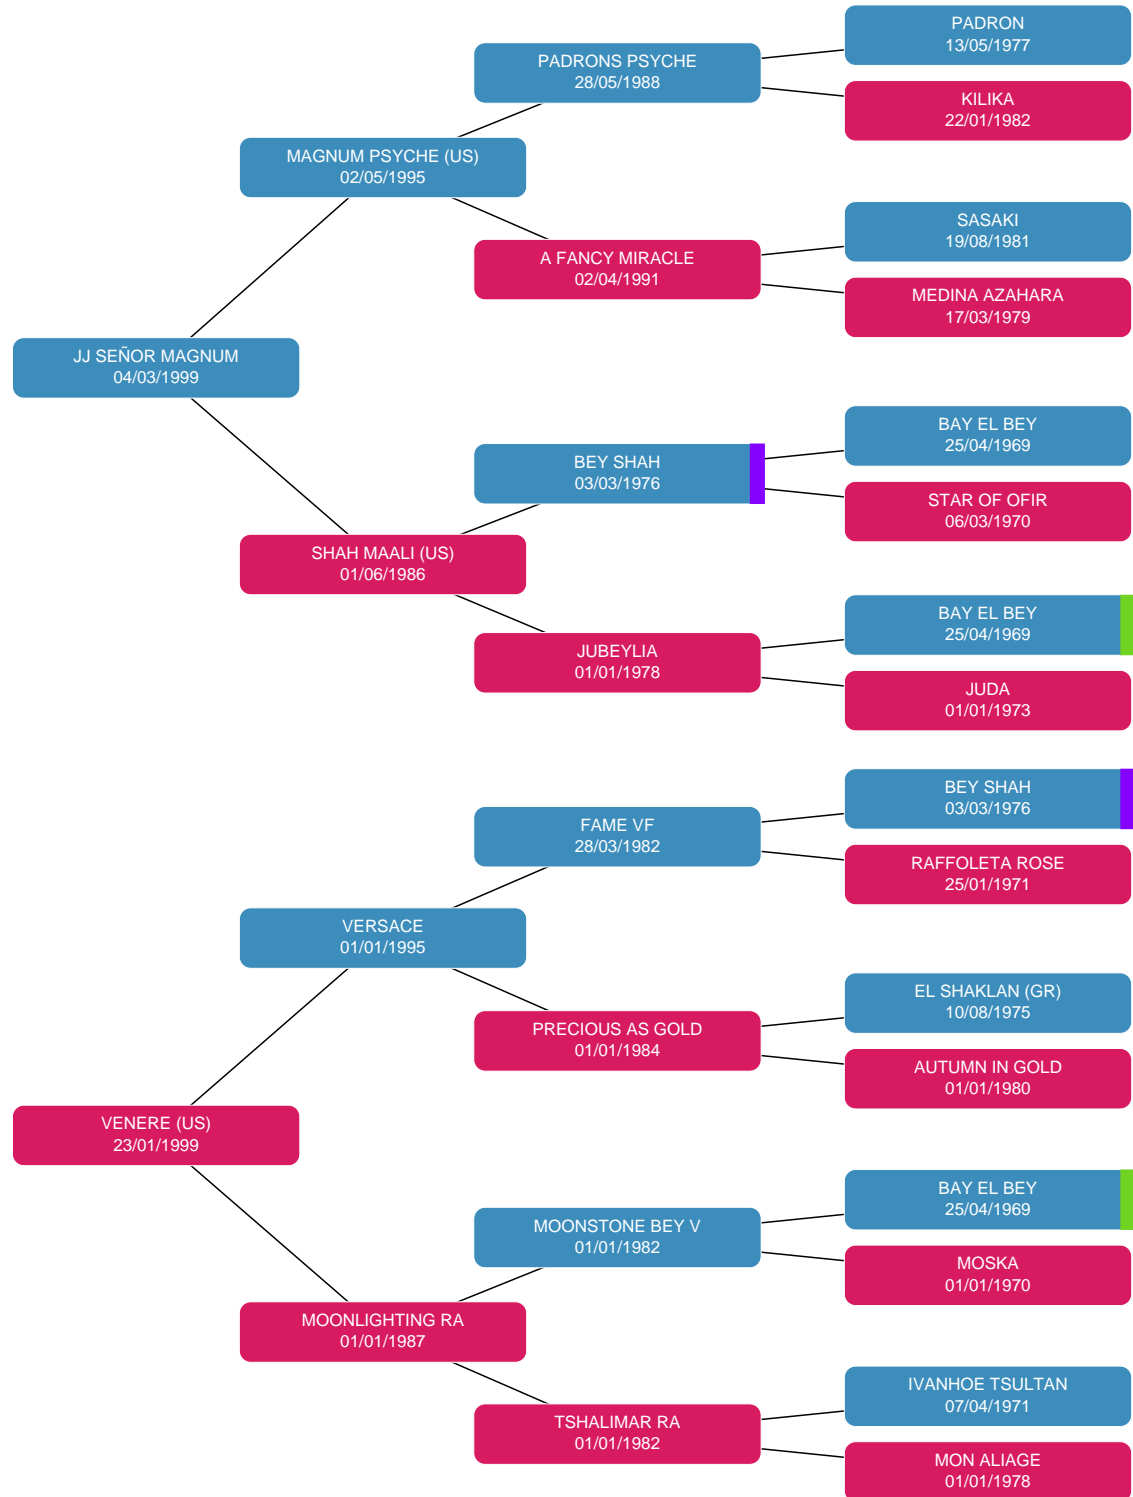 PADRON
13/05/1977
PADRONS PSYCHE
28/05/1988
KILIKA
22/01/1982
MAGNUM PSYCHE (US)
02/05/1995
SASAKI
19/08/1981
A FANCY MIRACLE
02/04/1991
MEDINA AZAHARA
17/03/1979
JJ SEÑOR MAGNUM
04/03/1999
BAY EL BEY
25/04/1969
BEY SHAH
03/03/1976
STAR OF OFIR
06/03/1970
SHAH MAALI (US)
01/06/1986
BAY EL BEY
25/04/1969
JUBEYLIA
01/01/1978
JUDA
01/01/1973
BEY SHAH
03/03/1976
FAME VF
28/03/1982
RAFFOLETA ROSE
25/01/1971
VERSACE
01/01/1995
EL SHAKLAN (GR)
10/08/1975
PRECIOUS AS GOLD
01/01/1984
AUTUMN IN GOLD
01/01/1980
VENERE (US)
23/01/1999
BAY EL BEY
25/04/1969
MOONSTONE BEY V
01/01/1982
MOSKA
01/01/1970
MOONLIGHTING RA
01/01/1987
IVANHOE TSULTAN
07/04/1971
TSHALIMAR RA
01/01/1982
MON ALIAGE
01/01/1978